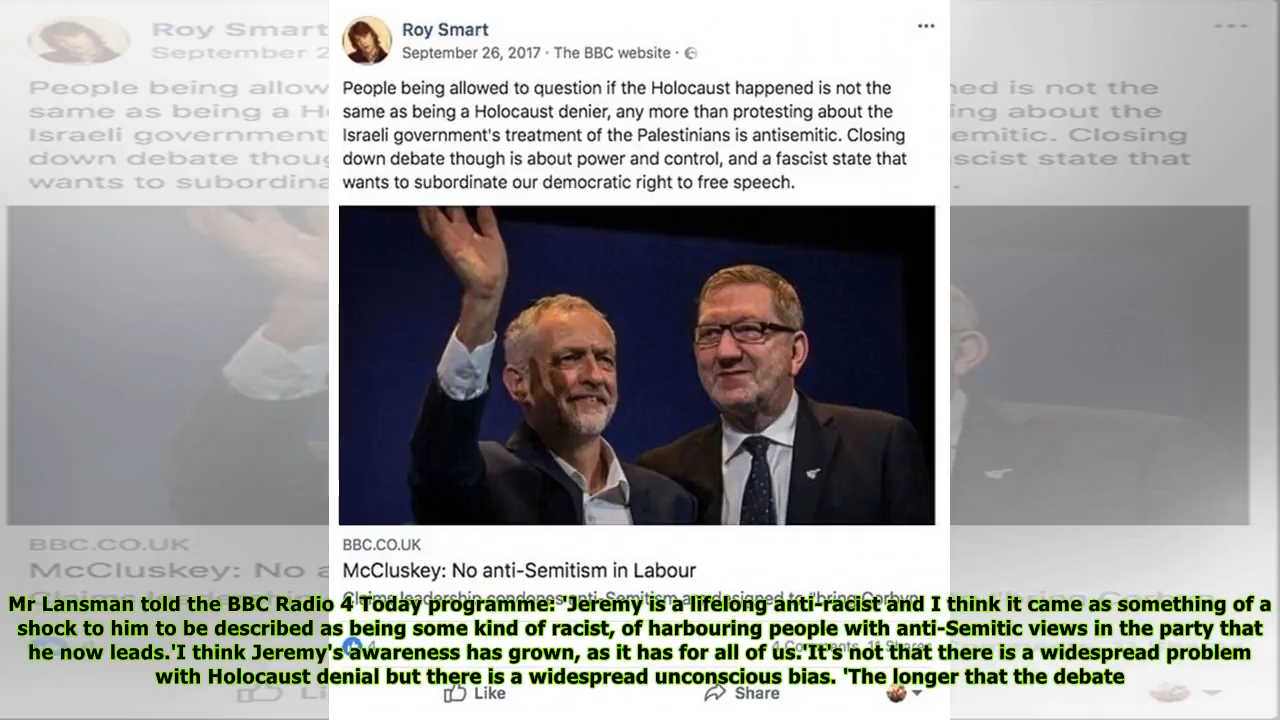 Roy Smart
September 26, 2017 · The BBC website ·
People being allowed to question if the Holocaust happened is not the
same as being a Holocaust denier, any more than protesting about the
Israeli government's treatment of the Palestinians is antisemitic. Closing
down debate though is about power and control, and a fascist state that
wants to subordinate our democratic right to free speech.
BBC.CO.UK
McCluskey: No anti-Semitism in Labour
Mr Lansman told the BBC Radio 4 Today programme: 'Jeremy is a lifelong anti-racist and I think it came as something of a
shock to him to be described as being some kind of racist, of harbouring people with anti-Semitic views in the party that
he now leads.'I think Jeremy's awareness has grown, as it has for all of us.'It's not that there is a widespread problem
with Holocaust denial but there is a widespread unconscious bias. 'The longer that the debate
Like Share